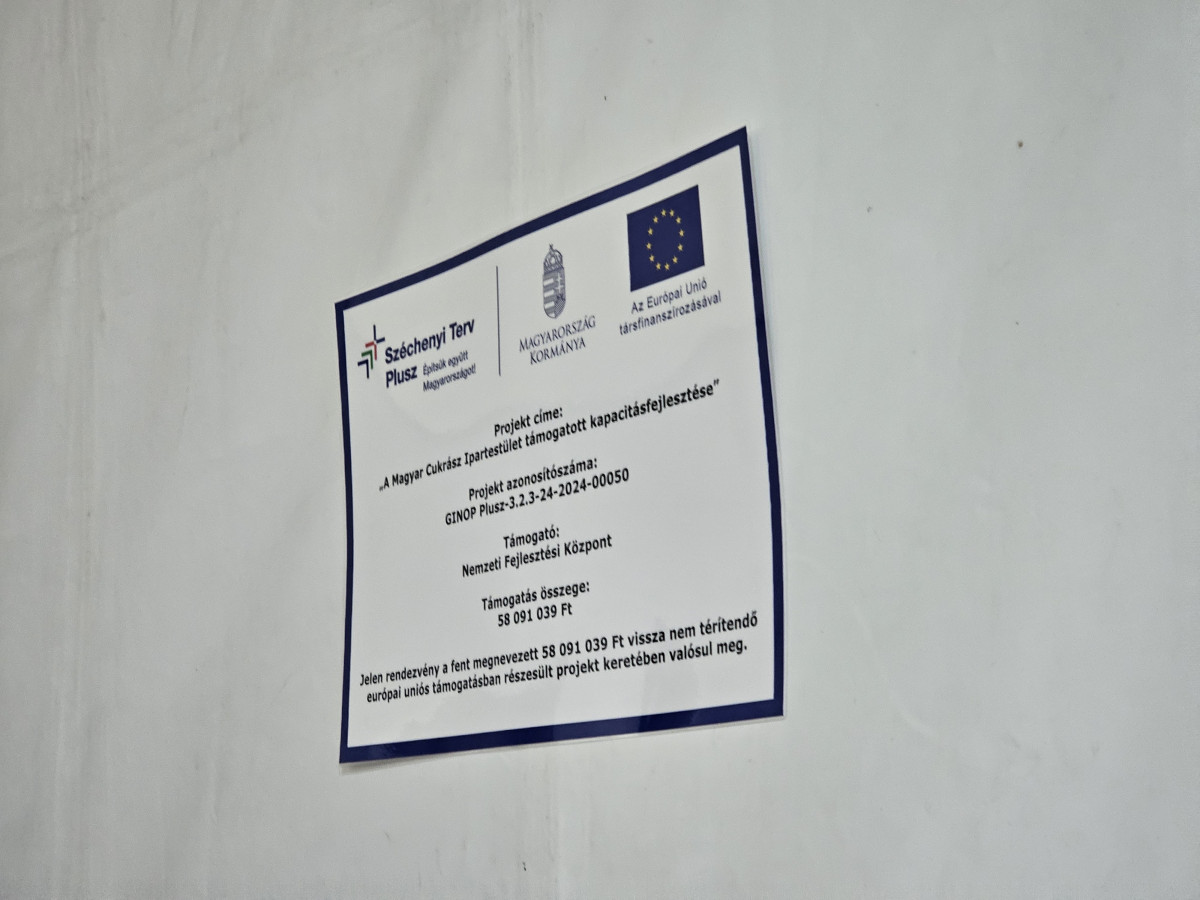 Széchenyi Terv
Plusz
Építsük együtt
Magyarországot!
MAGYARORSZÁG
KORMÁNYA
Az Európai Unió
társfinanszírozásával
Projekt címe:
„A Magyar Cukrász Ipartestület támogatott kapacitásfejlesztése”
Projekt azonosítószáma:
GINOP Plusz-3.2.3-24-2024-00050
Támogató:
Nemzeti Fejlesztési Központ
Támogatás összege:
58 091 039 Ft
Jelen rendezvény a fent megnevezett 58 091 039 Ft vissza nem térítendő
európai uniós támogatásban részesült projekt keretében valósul meg.